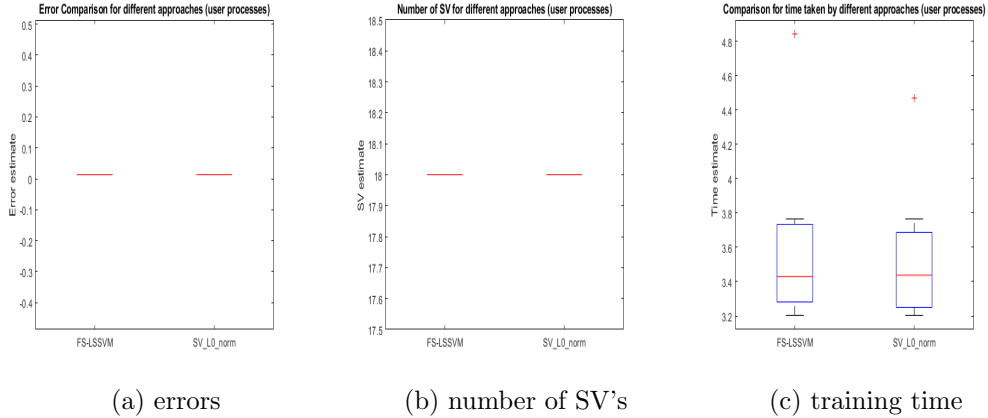 Error Comparison for different approaches (user processes)
Error estimate
0.5
0.4
0.3
0.2
0.1
0
-0.1
-0.2
-0.3
-0.4
FS-LSSVM
SV_L0_norm
(a) errors
Number of SV for different approaches (user processes)
SV estimate
18.5
18.4
18.3
18.2
18.1
18
17.9
17.8
17.7
17.6
17.5
FS-LSSVM
SV_L0_norm
(b) number of SV's
Comparison for time taken by different approaches (user processes)
Time estimate
4.8
4.6
4.4
4.2
4
3.8
3.6
3.4
3.2
FS-LSSVM
SV_L0_norm
(c) training time